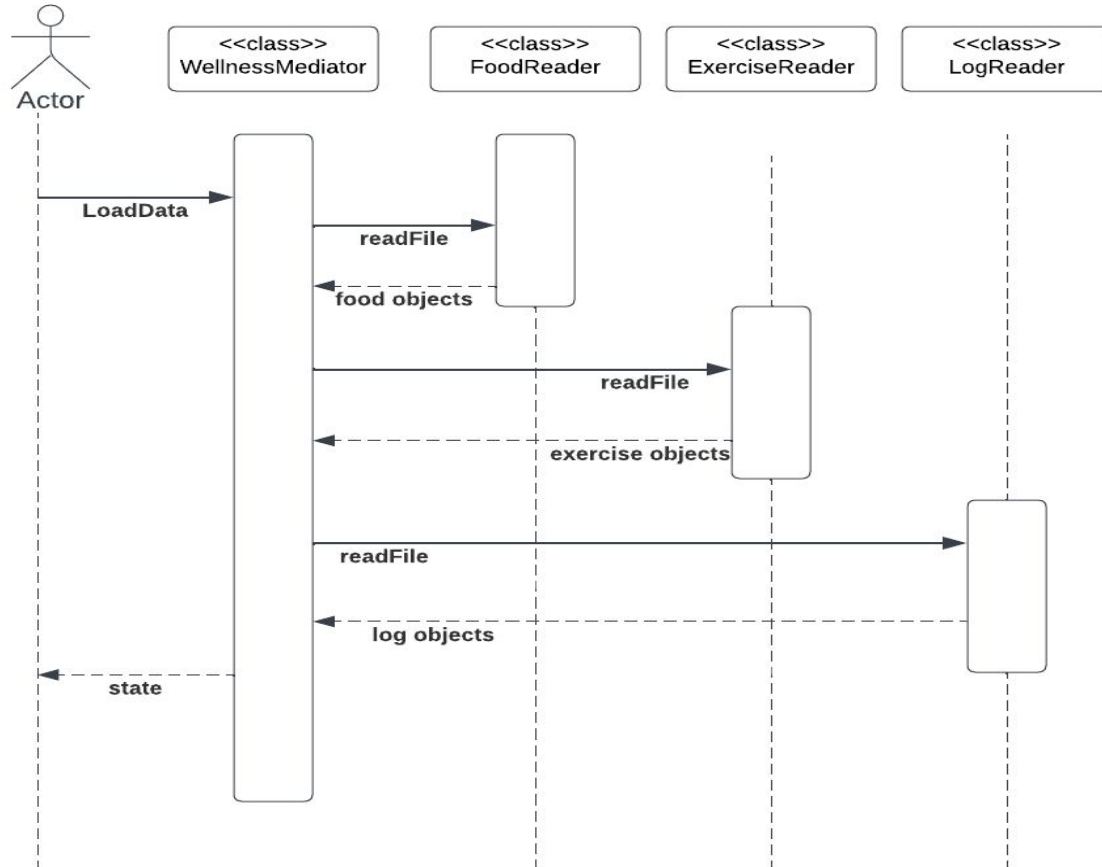 <<class>>
WellnessMediator
<<class>>
FoodReader
<<class>>
ExerciseReader
<<class>>
LogReader
Actor
LoadData
readFile
food objects
readFile
exercise objects
readFile
log objects
state